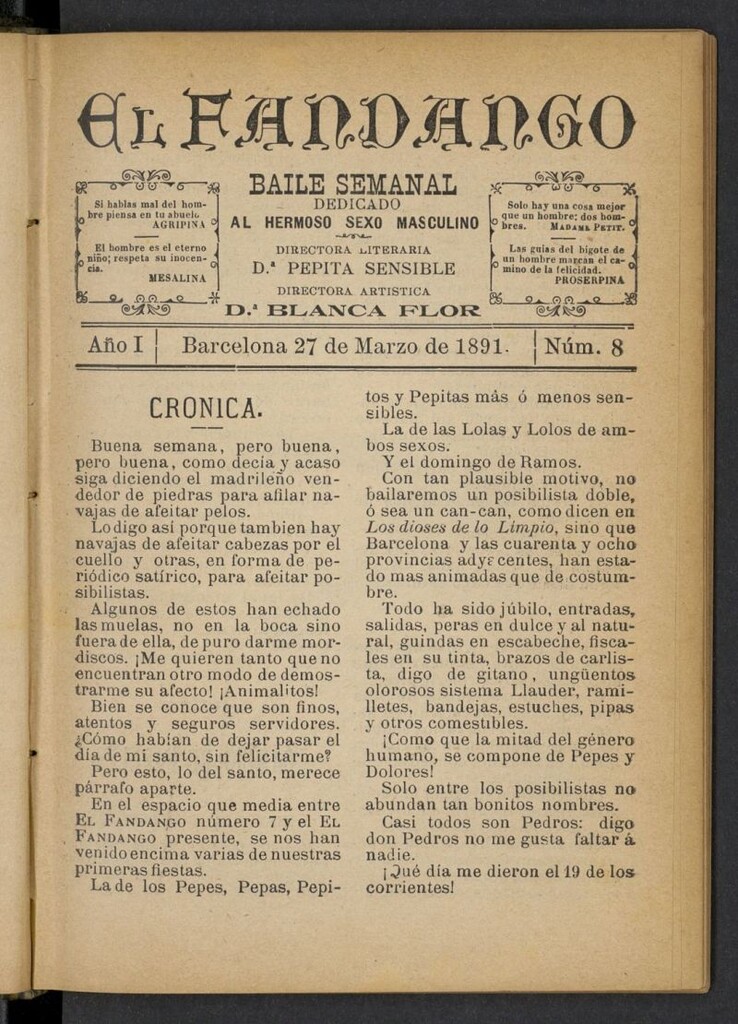 EL FANDANGO
BAILE SEMANAL
DEDICADO
AL HERMOSO SEXO MASCULINO
DIRECTORA LITERARIA
D.ª PEPITA SENSIBLE
DIRECTORA ARTISTICA
D.ª BLANCA FLOR
Si hablas mal del hom-
bre piensa en tu abuelo
AGRIPINA
El hombre es el eterno
niño; respeta su inocen-
cia.
MESALINA
Solo hay una cosa mejor
que un hombre: dos hom-
bres. MADAME PETIT.
Las guias del bigote de
un hombre marcan el ca-
mino de la felicidad.
PROSERPINA
Año I | Barcelona 27 de Marzo de 1891. | Núm. 8
CRONICA.
Buena semana, pero buena,
pero buena, como decía y acaso
siga diciendo el madrileño ven-
dedor de piedras para afilar na-
vajas de afeitar pelos.
Lo digo así porque tambien hay
navajas de afeitar cabezas por el
cuello y otras, en forma de pe-
riódico satírico, para afeitar po-
sibilistas.
Algunos de estos han echado
las muelas, no en la boca sino
fuera de ella, de puro darme mor-
discos. ¡Me quieren tanto que no
encuentran otro modo de demos-
trarme su afecto! ¡Animalitos!
Bien se conoce que son finos,
atentos y seguros servidores.
¿Cómo habían de dejar pasar el
día de mi santo, sin felicitarme?
Pero esto, lo del santo, merece
párrafo aparte.
En el espacio que media entre
EL FANDANGO número 7 y el EL
FANDANGO presente, se nos han
venido encima varias de nuestras
primeras fiestas.
La de los Pepes, Pepas, Pepi-
tos y Pepitas más ó menos sen-
sibles.
La de las Lolas y Lolos de am-
bos sexos.
Y el domingo de Ramos.
Con tan plausible motivo, no
bailaremos un posibilista doble,
ó sea un can-can, como dicen en
Los dioses de lo Limpio, sino que
Barcelona y las cuarenta y ocho
provincias adyacentes, han esta-
do mas animadas que de costum-
bre.
Todo ha sido júbilo, entradas,
salidas, peras en dulce y al natu-
ral, guindas en escabeche, fisca-
les en su tinta, brazos de carlis-
ta, digo de gitano, ungüentos
olorosos sistema Llauder, rami-
lletes, bandejas, estuches, pipas
y otros comestibles.
¡Como que la mitad del género
humano, se compone de Pepes y
Dolores!
Solo entre los posibilistas no
abundan tan bonitos nombres.
Casi todos son Pedros: digo
don Pedros no me gusta faltar á
nadie.
¡Qué día me dieron el 19 de los
corrientes!